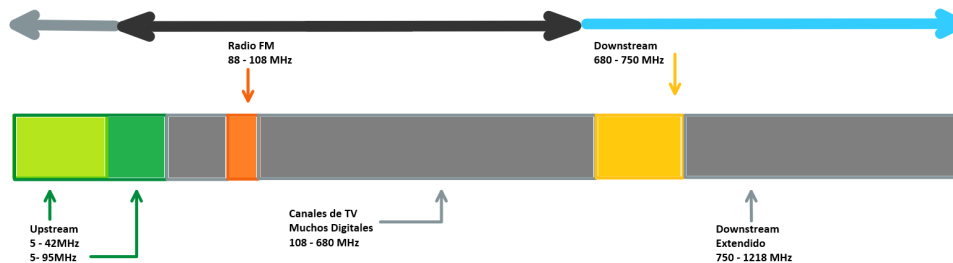 Radio FM
88 - 108 MHz
Downstream
680 - 750 MHz
Upstream
5 - 42MHz
5- 95MHz
Canales de TV
Muchos Digitales
108 - 680 MHz
Downstream
Extendido
750 - 1218 MHz